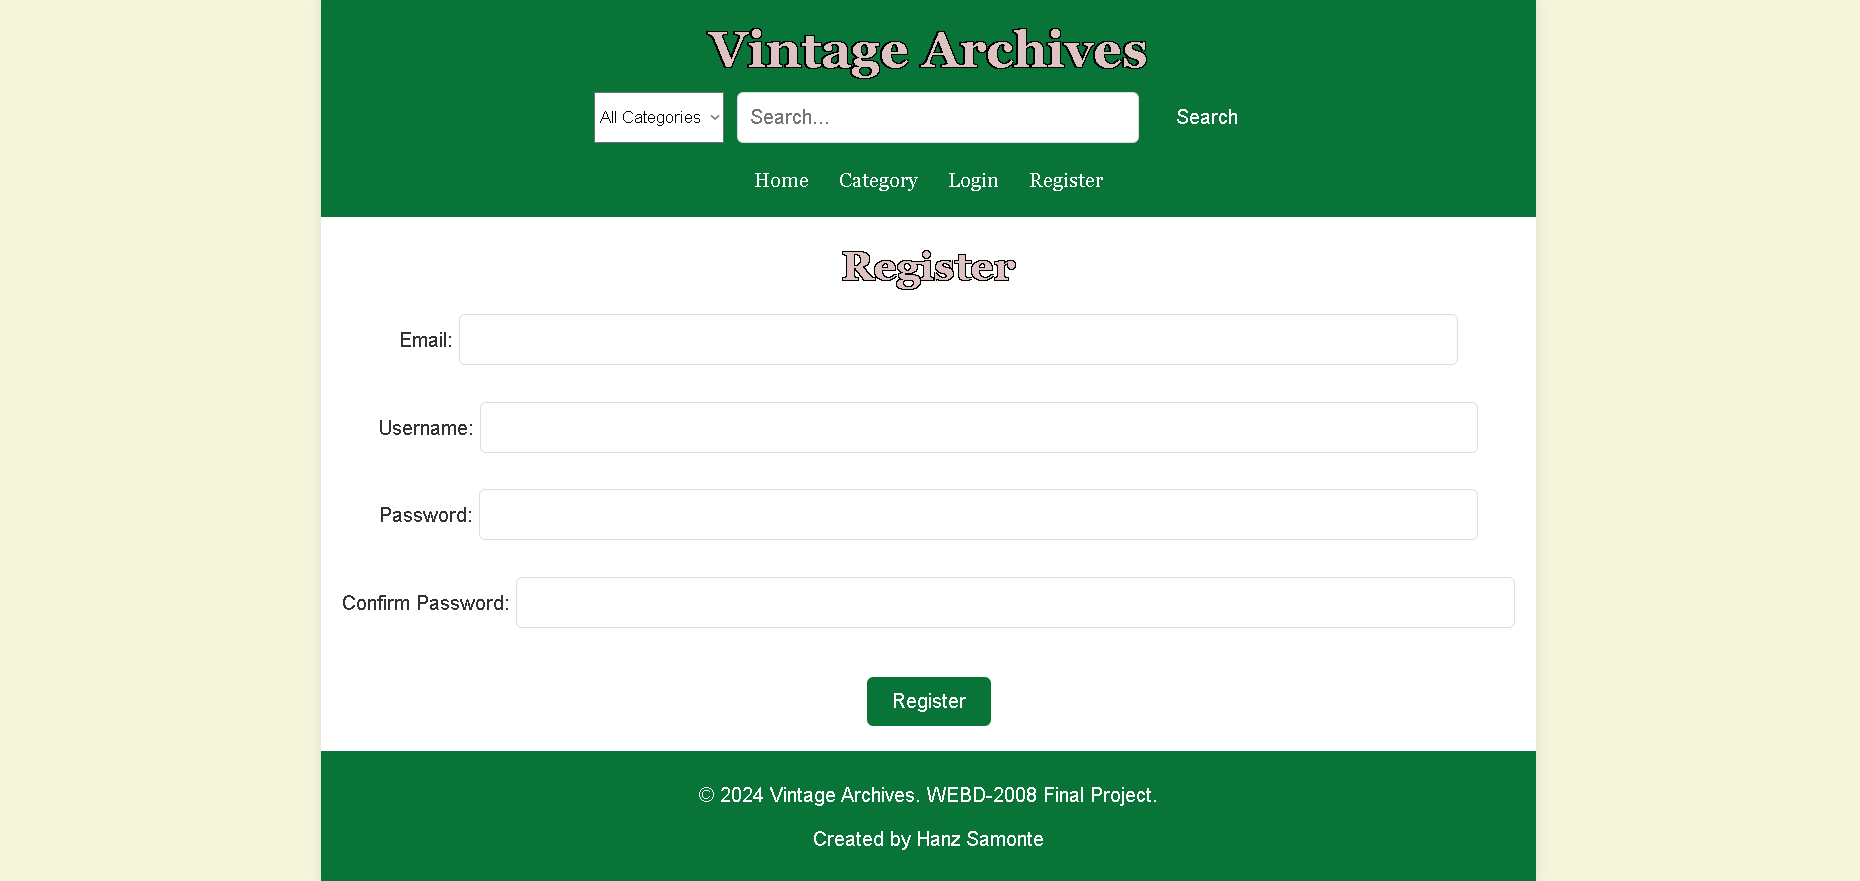 Vintage Archives
All Categories Search... Search
Home Category Login Register
Register
Email:
Username:
Password:
Confirm Password:
Register
© 2024 Vintage Archives. WEBD-2008 Final Project.
Created by Hanz Samonte